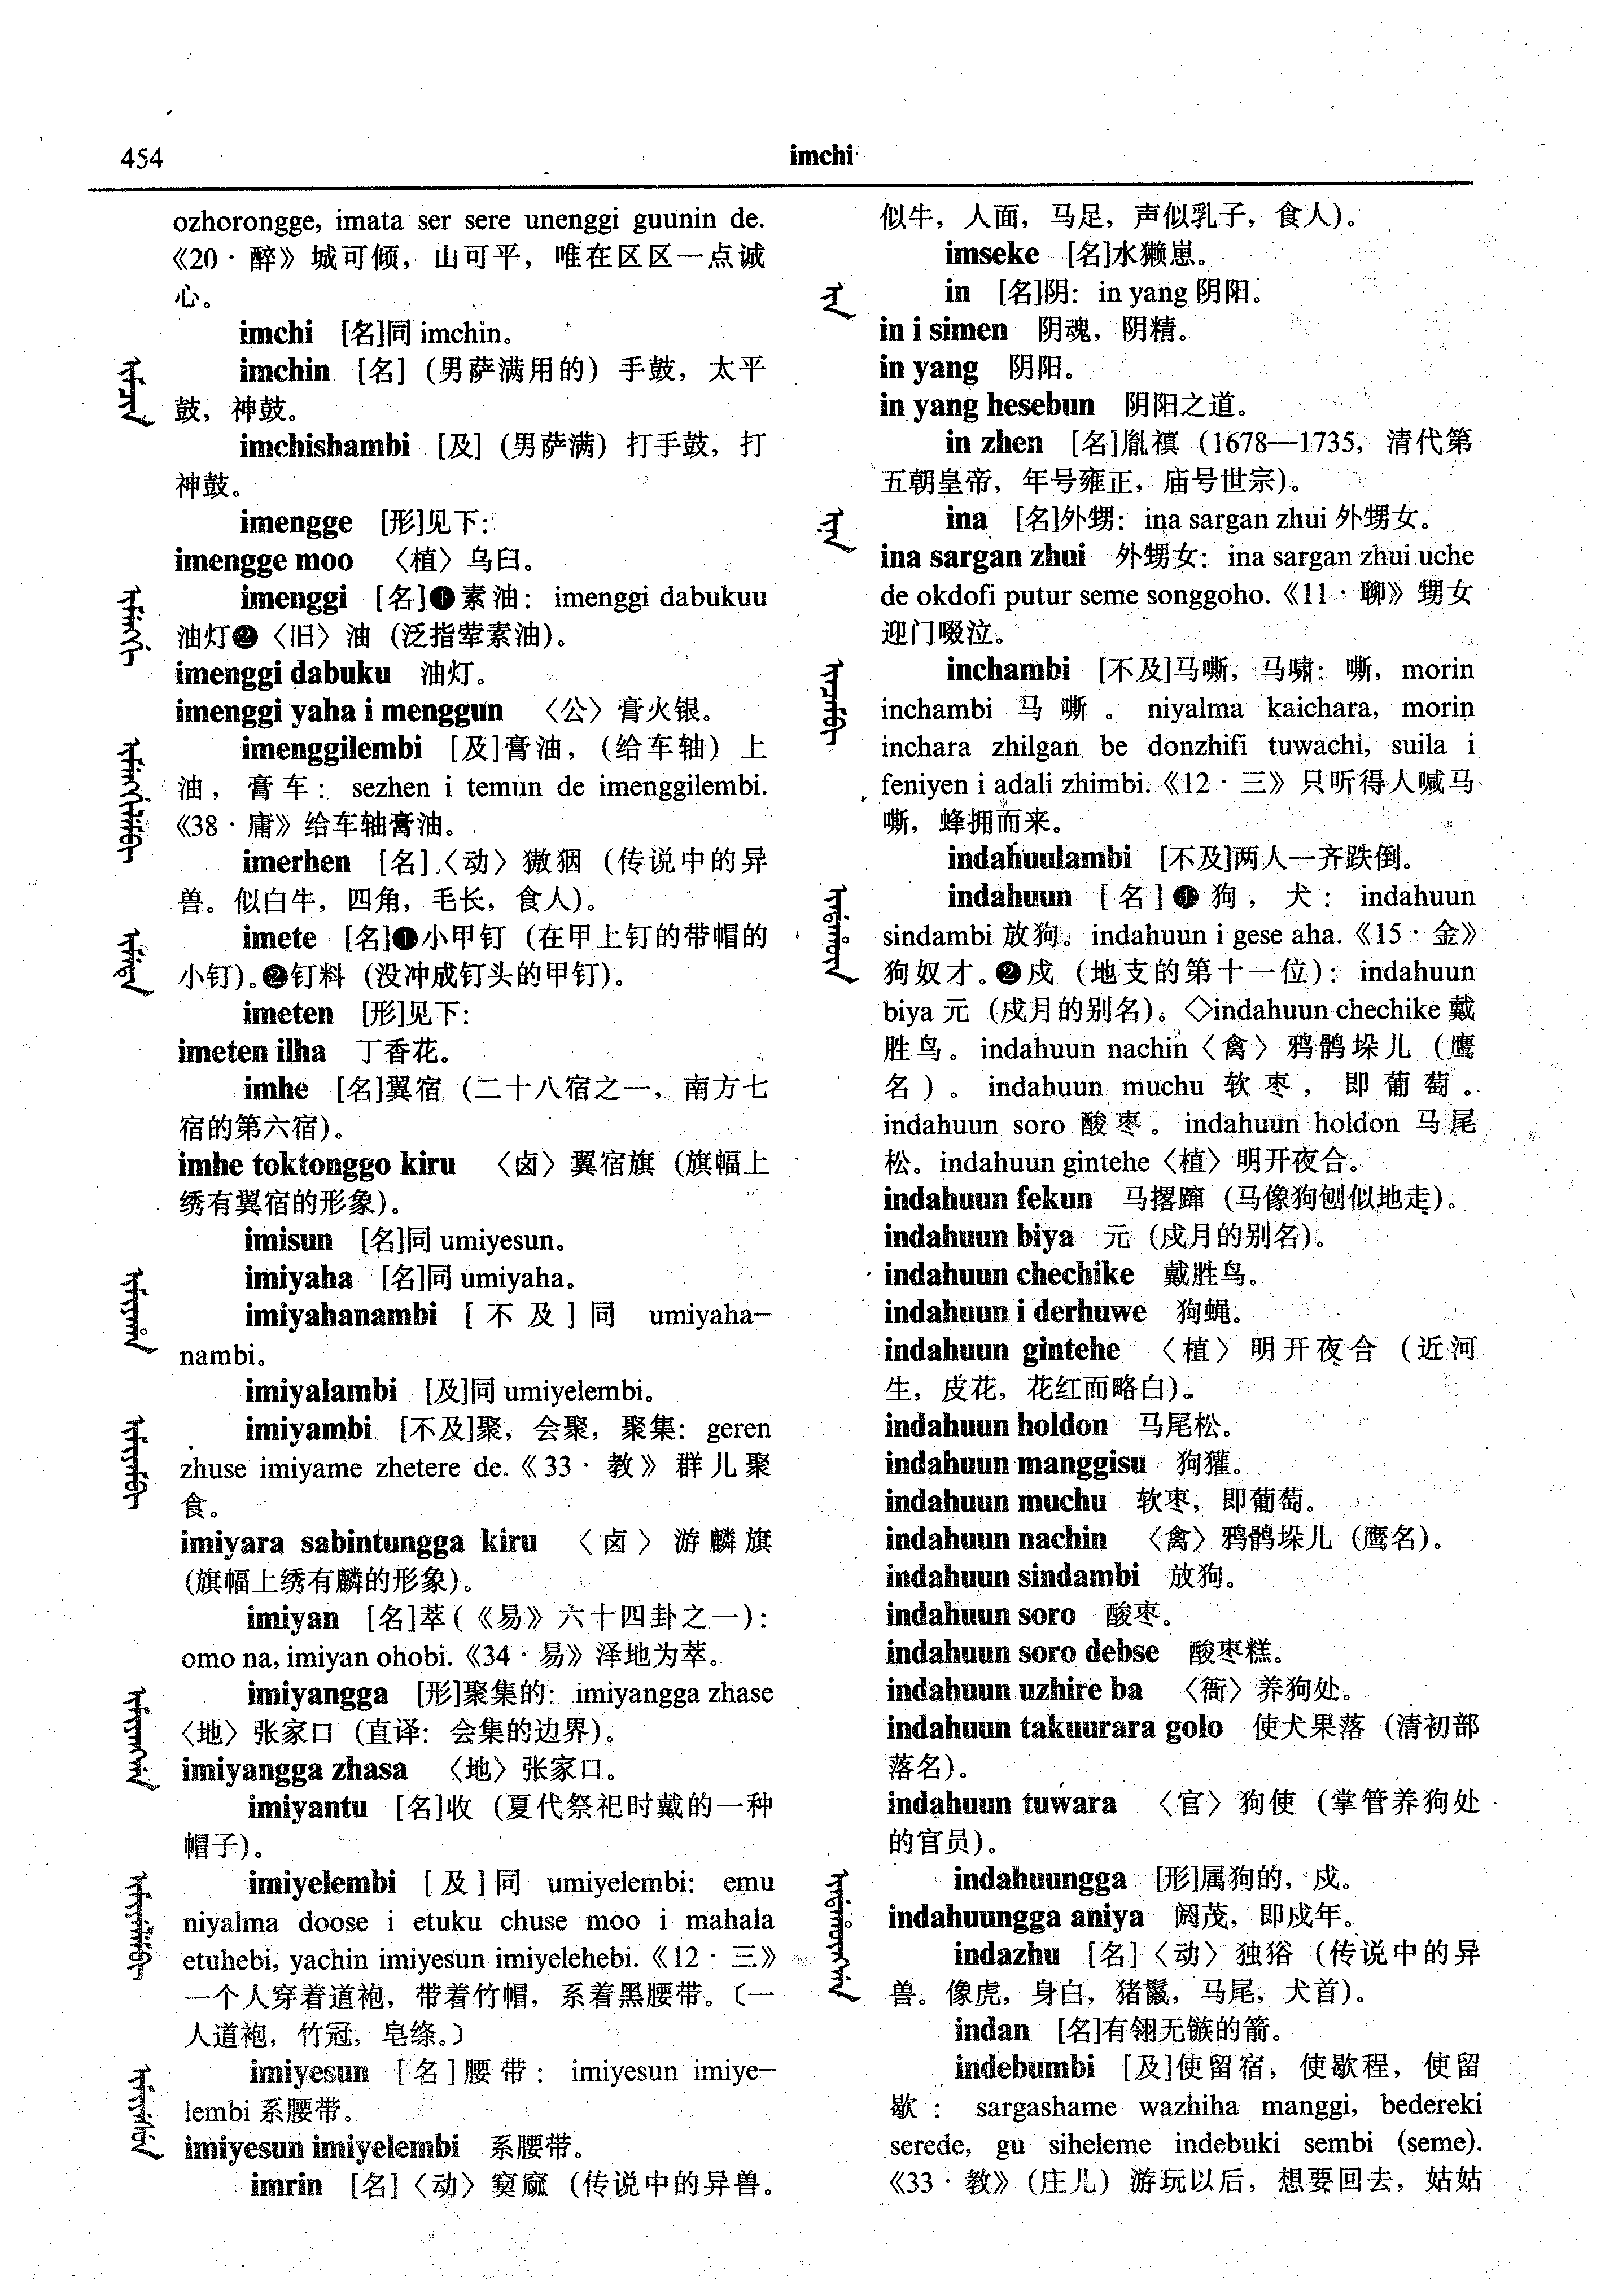 454
imchi
ozhorongge, imata ser sere unenggi guunin de.
《20·醉》城可倾，山可平，唯在区区一点诚
心。
imchi [名]同 imchin。
imchin [名]（男萨满用的）手鼓，太平
鼓，神鼓。
imchishambi [及]（男萨满）打手鼓，打
神鼓。
imengge [形]见下：
imengge moo 〈植〉乌臼。
imenggi [名]❶素油：imenggi dabukuu
油灯❷〈旧〉油（泛指荤素油）。
imenggi dabuku 油灯。
imenggi yaha i menggun 〈公〉膏火银。
imenggilembi [及]膏油，（给车轴）上
油，膏车：sezhen i temun de imenggilembi.
《38·庸》给车轴膏油。
imerhen [名]〈动〉獓狠（传说中的异
兽。似白牛，四角，毛长，食人）。
imete [名]❶小甲钉（在甲上钉的带帽的
小钉）。❷钉料（没冲成钉头的甲钉）。
imeten [形]见下：
imeten ilha 丁香花。
imhe [名]翼宿（二十八宿之一，南方七
宿的第六宿）。
imhe toktonggo kiru 〈卤〉翼宿旗（旗幅上
绣有翼宿的形象）。
imisun [名]同 umiyesun。
imiyaha [名]同 umiyaha。
imiyahanambi [不及]同 umiyaha—
nambi。
imiyalambi [及]同 umiyelembi。
imiyambi [不及]聚，会聚，聚集：geren
zhuse imiyame zhetere de.《33·教》群儿聚
食。
imiyara sabintungga kiru 〈卤〉游麟旗
（旗幅上绣有麟的形象）。
imiyan [名]萃（《易》六十四卦之一）：
omo na, imiyan ohobi.《34·易》泽地为萃。
imiyangga [形]聚集的：imiyangga zhase
〈地〉张家口（直译：会集的边界）。
imiyangga zhasa 〈地〉张家口。
imiyantu [名]收（夏代祭祀时戴的一种
帽子）。
imiyelembi [及]同 umiyelembi: emu
niyalma doose i etuku chuse moo i mahala
etuhebi, yachin imiyesun imiyelehebi.《12·三》
一个人穿着道袍，带着竹帽，系着黑腰带。〔一
人道袍，竹冠，皂绦。〕
imiyesun [名]腰带：imiyesun imiye—
lembi 系腰带。
imiyesun imiyelembi 系腰带。
imrin [名]〈动〉窫窳（传说中的异兽。
似牛，人面，马足，声似乳子，食人）。
imseke [名]水獭崽。
in [名]阴：in yang 阴阳。
in i simen 阴魂，阴精。
in yang 阴阳。
in yang hesebun 阴阳之道。
in zhen [名]胤禛（1678—1735，清代第
五朝皇帝，年号雍正，庙号世宗）。
ina [名]外甥：ina sargan zhui 外甥女。
ina sargan zhui 外甥女：ina sargan zhui uche
de okdofi putur seme songgoho.《11·聊》甥女
迎门啜泣。
inchambi [不及]马嘶，马啸：嘶，morin
inchambi 马嘶。niyalma kaichara, morin
inchara zhilgan be donzhifi tuwachi, suila i
feniyen i adali zhimbi.《12·三》只听得人喊马
嘶，蜂拥而来。
indahuulambi [不及]两人一齐跌倒。
indahuun [名]❶狗，犬：indahuun
sindambi 放狗。indahuun i gese aha.《15·金》
狗奴才。❷戍（地支的第十一位）：indahuun
biya 元（戍月的别名）。◇indahuun chechike 戴
胜鸟。indahuun nachin〈禽〉鸦鹘垛儿（鹰
名）。indahuun muchu 软枣，即葡萄。
indahuun soro 酸枣。indahuun holdon 马尾
松。indahuun gintehe〈植〉明开夜合。
indahuun fekun 马撂蹿（马像狗刨似地走）。
indahuun biya 元（戍月的别名）。
indahuun chechike 戴胜鸟。
indahuun i derhuwe 狗蝇。
indahuun gintehe 〈植〉明开夜合（近河
生，皮花，花红而略白）。
indahuun holdon 马尾松。
indahuun manggisu 狗獾。
indahuun muchu 软枣，即葡萄。
indahuun nachin 〈禽〉鸦鹘垛儿（鹰名）。
indahuun sindambi 放狗。
indahuun soro 酸枣。
indahuun soro debse 酸枣糕。
indahuun uzhire ba 〈衙〉养狗处。
indahuun takuurara golo 使犬果落（清初部
落名）。
indahuun tuwara 〈官〉狗使（掌管养狗处
的官员）。
indahuungga [形]属狗的，戍。
indahuungga aniya 阏茂，即戍年。
indazhu [名]〈动〉独狢（传说中的异
兽。像虎，身白，猪鬣，马尾，犬首）。
indan [名]有翎无镞的箭。
indebumbi [及]使留宿，使歇程，使留
歇：sargashame wazhiha manggi, bedereki
serede, gu siheleme indebuki sembi (seme).
《33·教》（庄儿）游玩以后，想要回去，姑姑